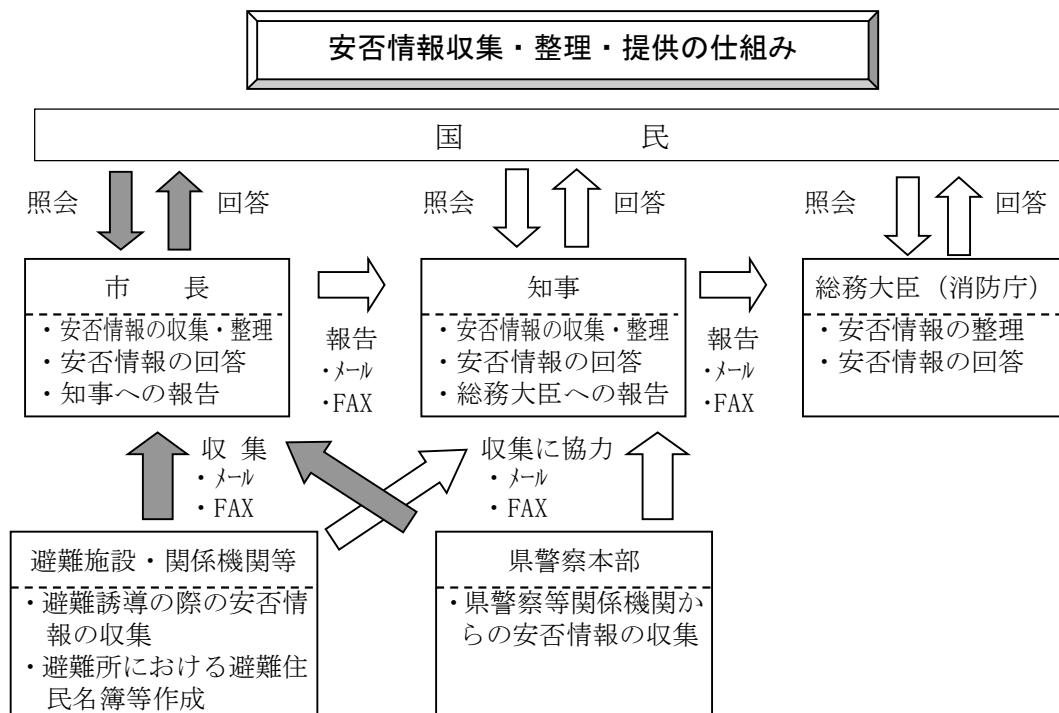 安否情報収集・整理・提供の仕組み
国　　　民
照会
回答
照会
回答
照会
回答
市　　長
・安否情報の収集・整理
・安否情報の回答
・知事への報告
報告
・メール
・FAX
知事
・安否情報の収集・整理
・安否情報の回答
・総務大臣への報告
報告
・メール
・FAX
総務大臣（消防庁）
・安否情報の整理
・安否情報の回答
収 集
・メール
・FAX
収集に協力
・メール
・FAX
避難施設・関係機関等
・避難誘導の際の安否情
報の収集
・避難所における避難住
民名簿等作成
県警察本部
・県警察等関係機関か
らの安否情報の収集